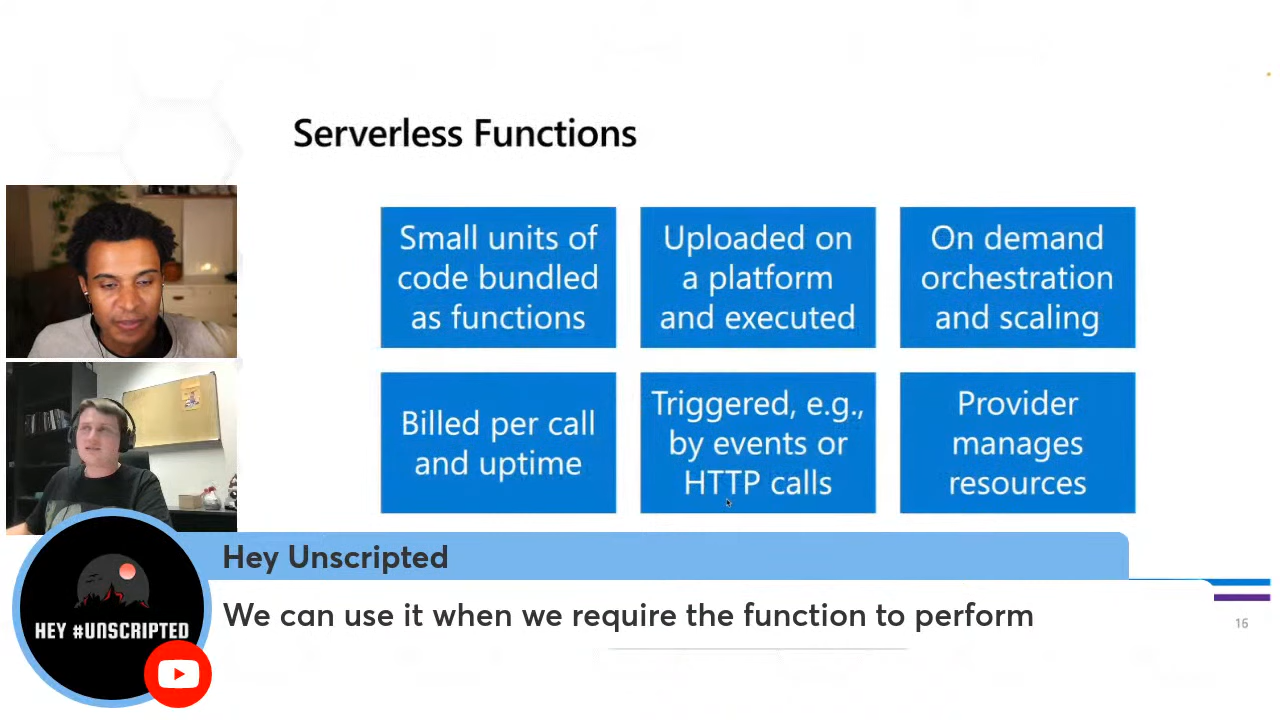 Serverless Functions
Small units of
code bundled
as functions
Uploaded on
a platform
and executed
On demand
orchestration
and scaling
Billed per call
and uptime
Triggered, e.g.,
by events or
HTTP calls
Provider
manages
resources
Hey Unscripted
We can use it when we require the function to perform
HEY #UNSCRIPTED
16